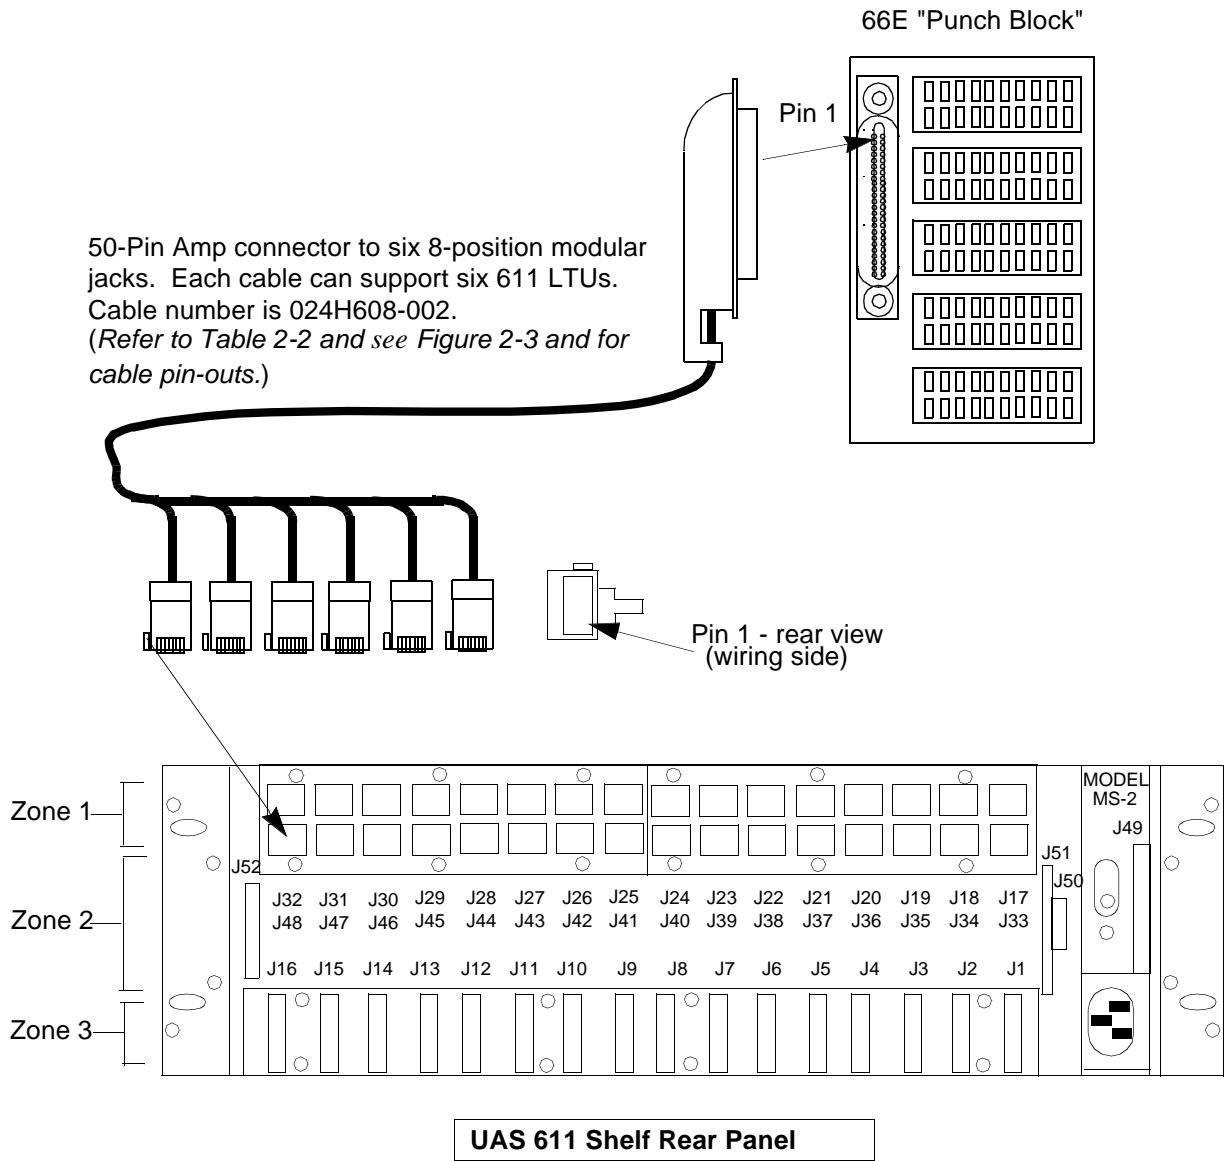 66E "Punch Block"
Pin 1
50-Pin Amp connector to six 8-position modular
jacks.  Each cable can support six 611 LTUs.
Cable number is 024H608-002.
(Refer to Table 2-2 and see Figure 2-3 and for
cable pin-outs.)
Pin 1 - rear view
(wiring side)
Zone 1
Zone 2
Zone 3
MODEL
MS-2
J49
J52
J51
J50
J32 J31 J30 J29 J28 J27 J26 J25 J24 J23 J22 J21 J20 J19 J18 J17
J48 J47 J46 J45 J44 J43 J42 J41 J40 J39 J38 J37 J36 J35 J34 J33
J16 J15 J14 J13 J12 J11 J10 J9 J8 J7 J6 J5 J4 J3 J2 J1
UAS 611 Shelf Rear Panel